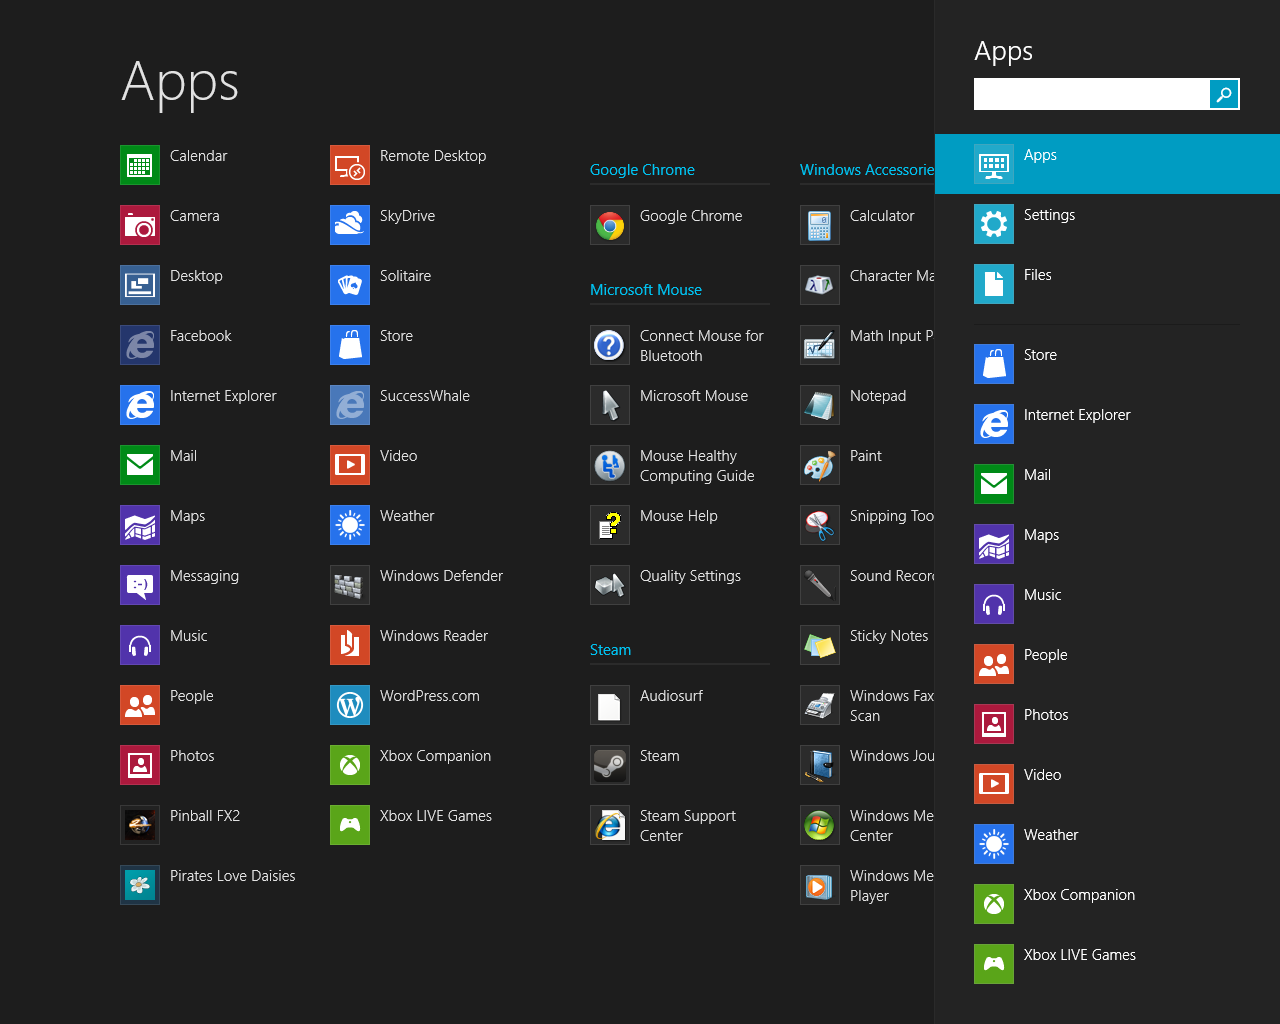 Apps
Calendar
Camera
Desktop
Facebook
Internet Explorer
Mail
Maps
Messaging
Music
People
Photos
Pinball FX2
Pirates Love Daisies
Remote Desktop
SkyDrive
Solitaire
Store
SuccessWhale
Video
Weather
Windows Defender
Windows Reader
WordPress.com
Xbox Companion
Xbox LIVE Games
Google Chrome
Google Chrome
Microsoft Mouse
Connect Mouse for
Bluetooth
Microsoft Mouse
Mouse Healthy
Computing Guide
Mouse Help
Quality Settings
Steam
Audiosurf
Steam
Steam Support
Center
Windows Accessorie
Calculator
Character Ma
Math Input P
Notepad
Paint
Snipping Too
Sound Record
Sticky Notes
Windows Fax
Scan
Windows Jou
Windows Me
Center
Windows Me
Player
Apps
Apps
Settings
Files
Store
Internet Explorer
Mail
Maps
Music
People
Photos
Video
Weather
Xbox Companion
Xbox LIVE Games